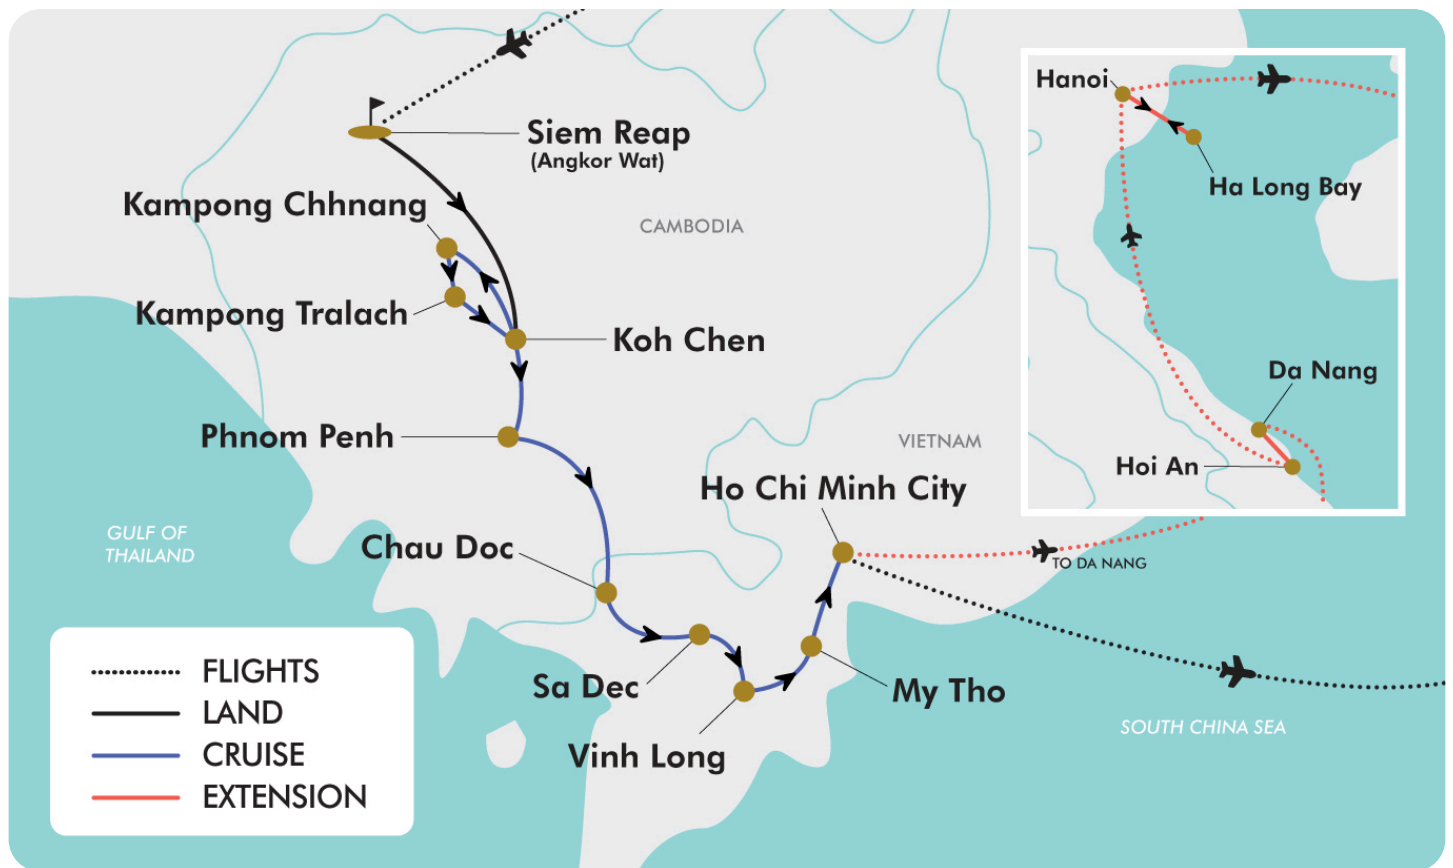 Hanoi
Ha Long Bay
Siem Reap
(Angkor Wat)
Kampong Chhnang
CAMBODIA
Kampong Tralach
Koh Chen
Da Nang
Phnom Penh
VIETNAM
Hoi An
Ho Chi Minh City
GULF OF
THAILAND
Chau Doc
TO DA NANG
Sa Dec
My Tho
SOUTH CHINA SEA
Vinh Long
FLIGHTS
LAND
CRUISE
EXTENSION